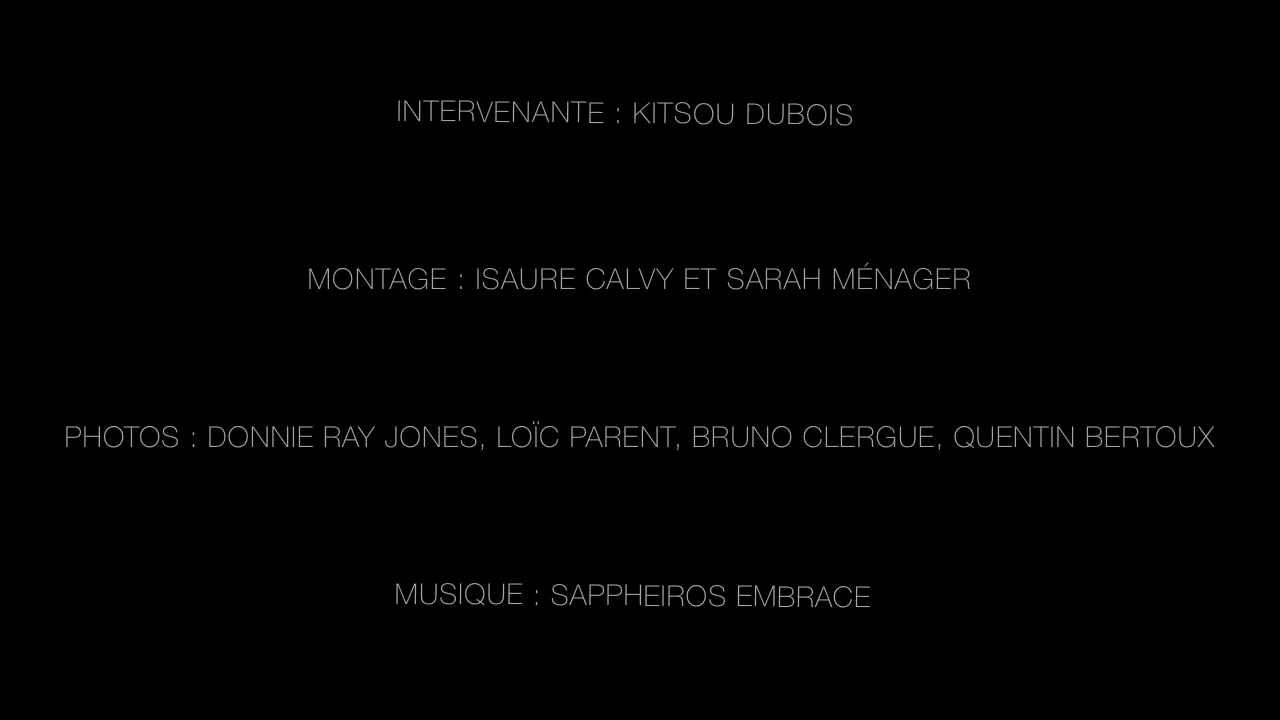 INTERVENANTE : KITSOU DUBOIS
MONTAGE : ISAURE CALVY ET SARAH MÉNAGER
PHOTOS : DONNIE RAY JONES, LOÏC PARENT, BRUNO CLERGUE, QUENTIN BERTOUX
MUSIQUE : SAPPHEIROS EMBRACE